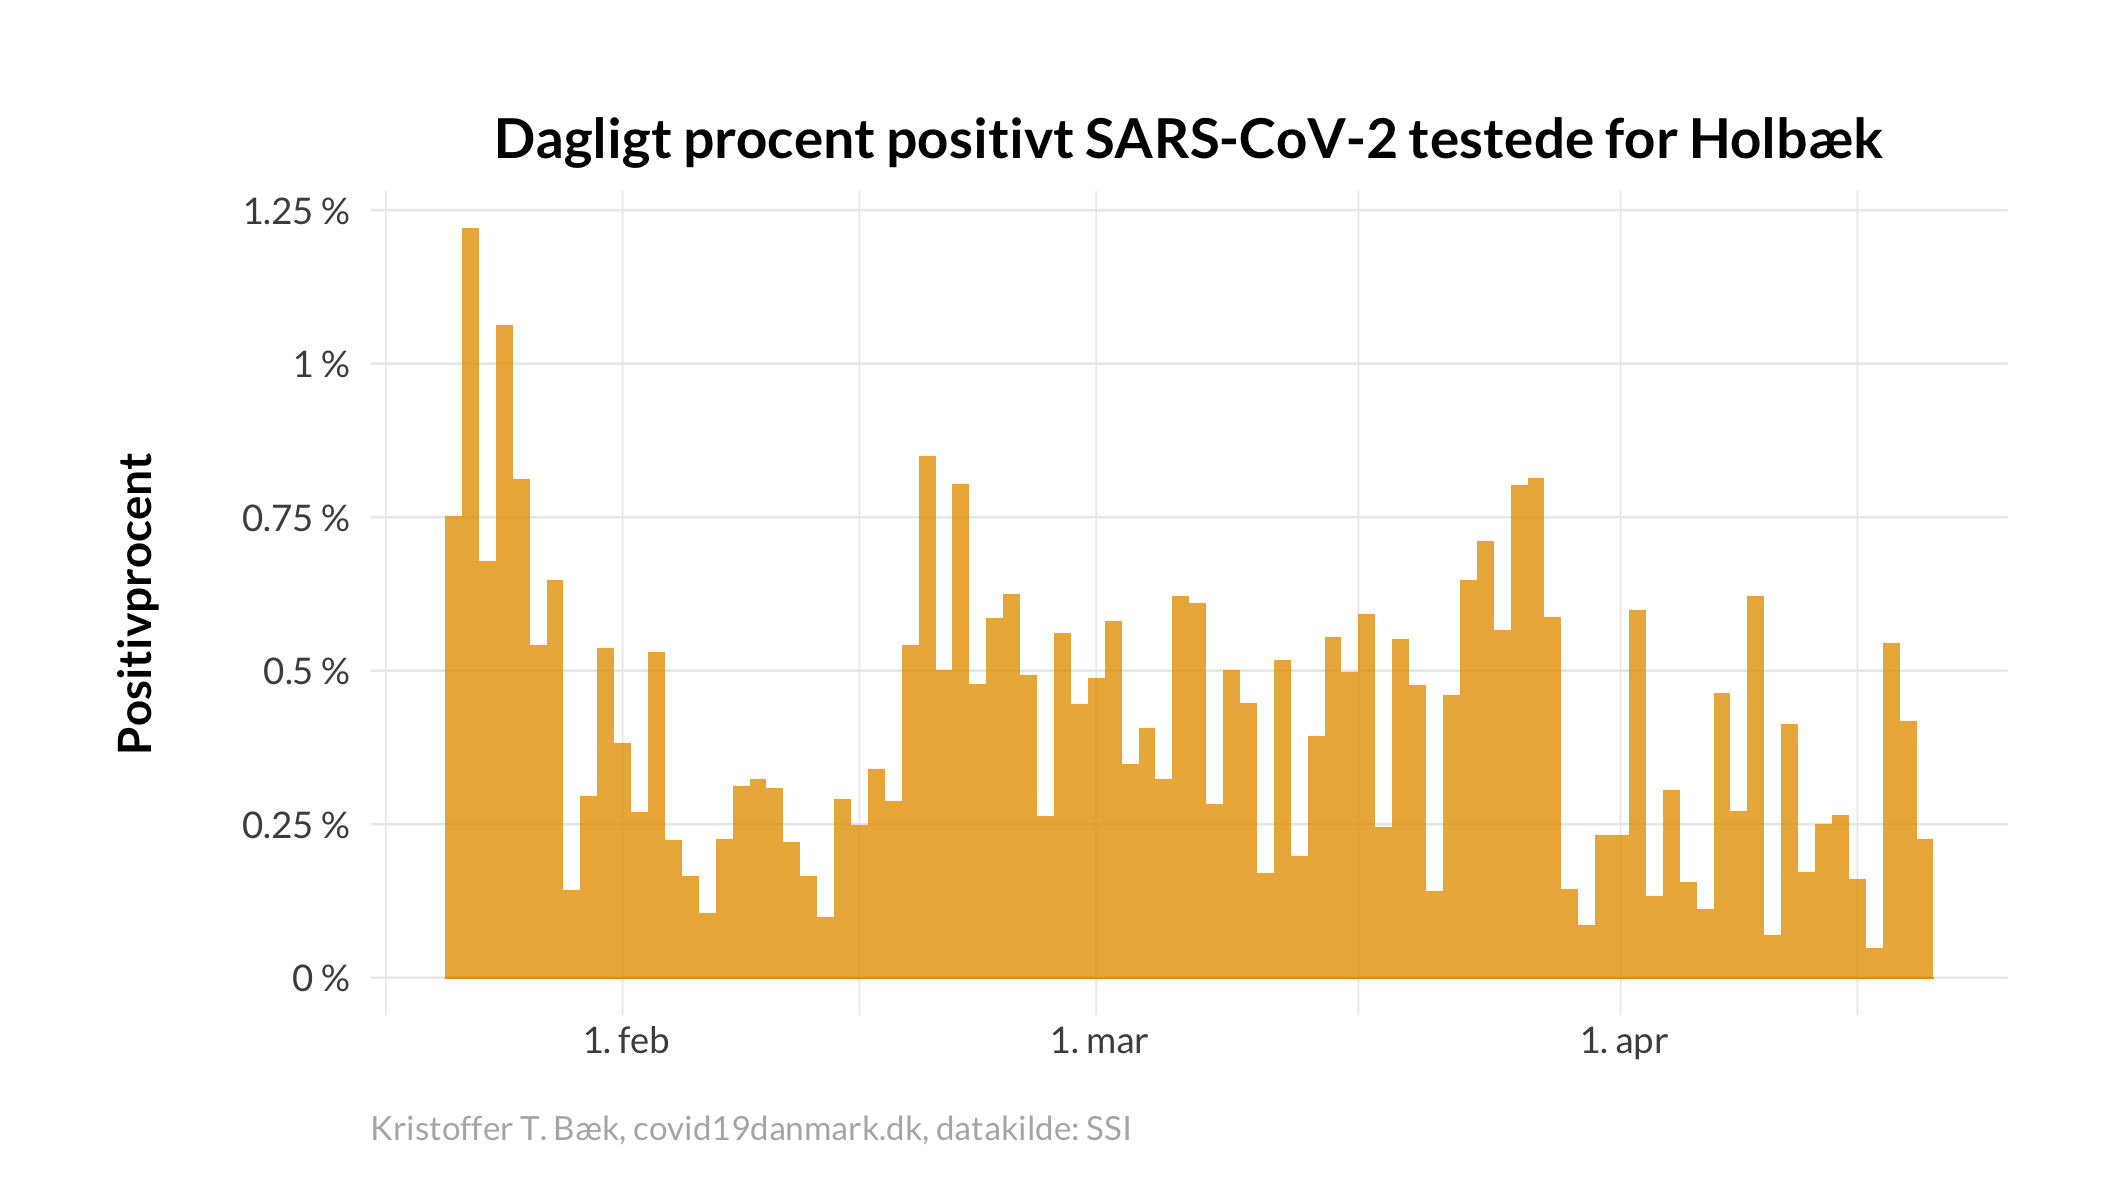 Dagligt procent positivt SARS-CoV-2 testede for Holbæk
Positivprocent
1.25 %
1 %
0.75 %
0.5 %
0.25 %
0 %
1. feb
1. mar
1. apr
Kristoffer T. Bæk, covid19danmark.dk, datakilde: SSI